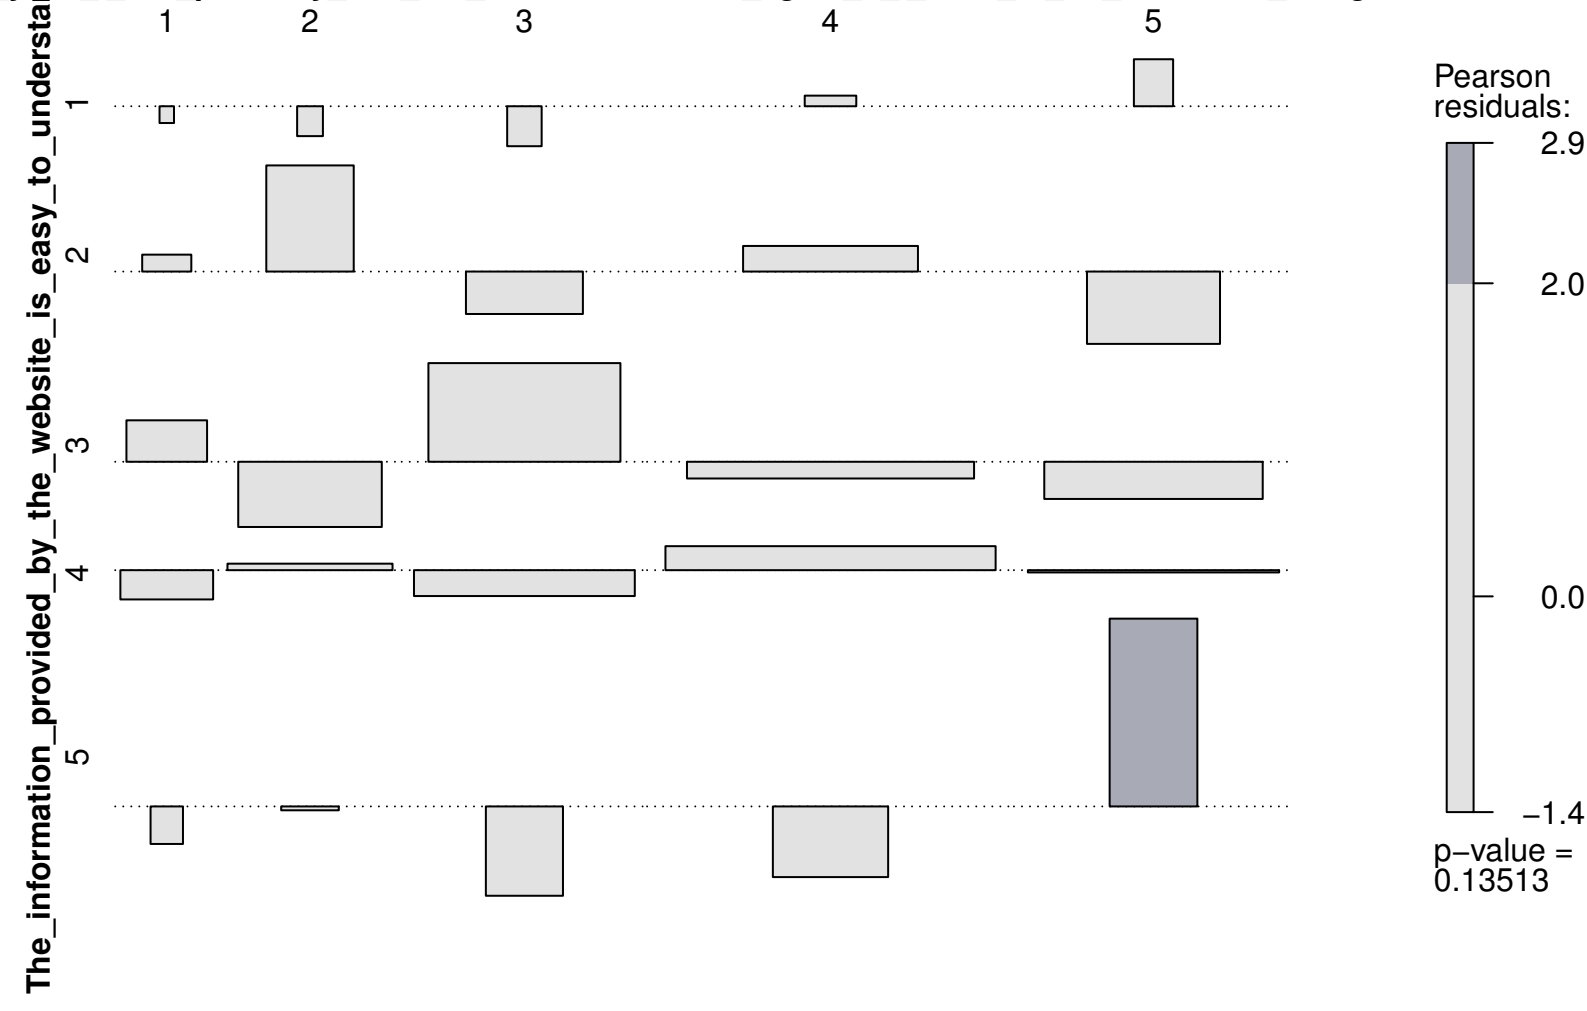 1 2 3 4 5
The_information_provided_by_the_website_is_easy_to_understa
1
2
3
4
5
Pearson
residuals:
2.9
2.0
0.0
−1.4
p−value =
0.13513